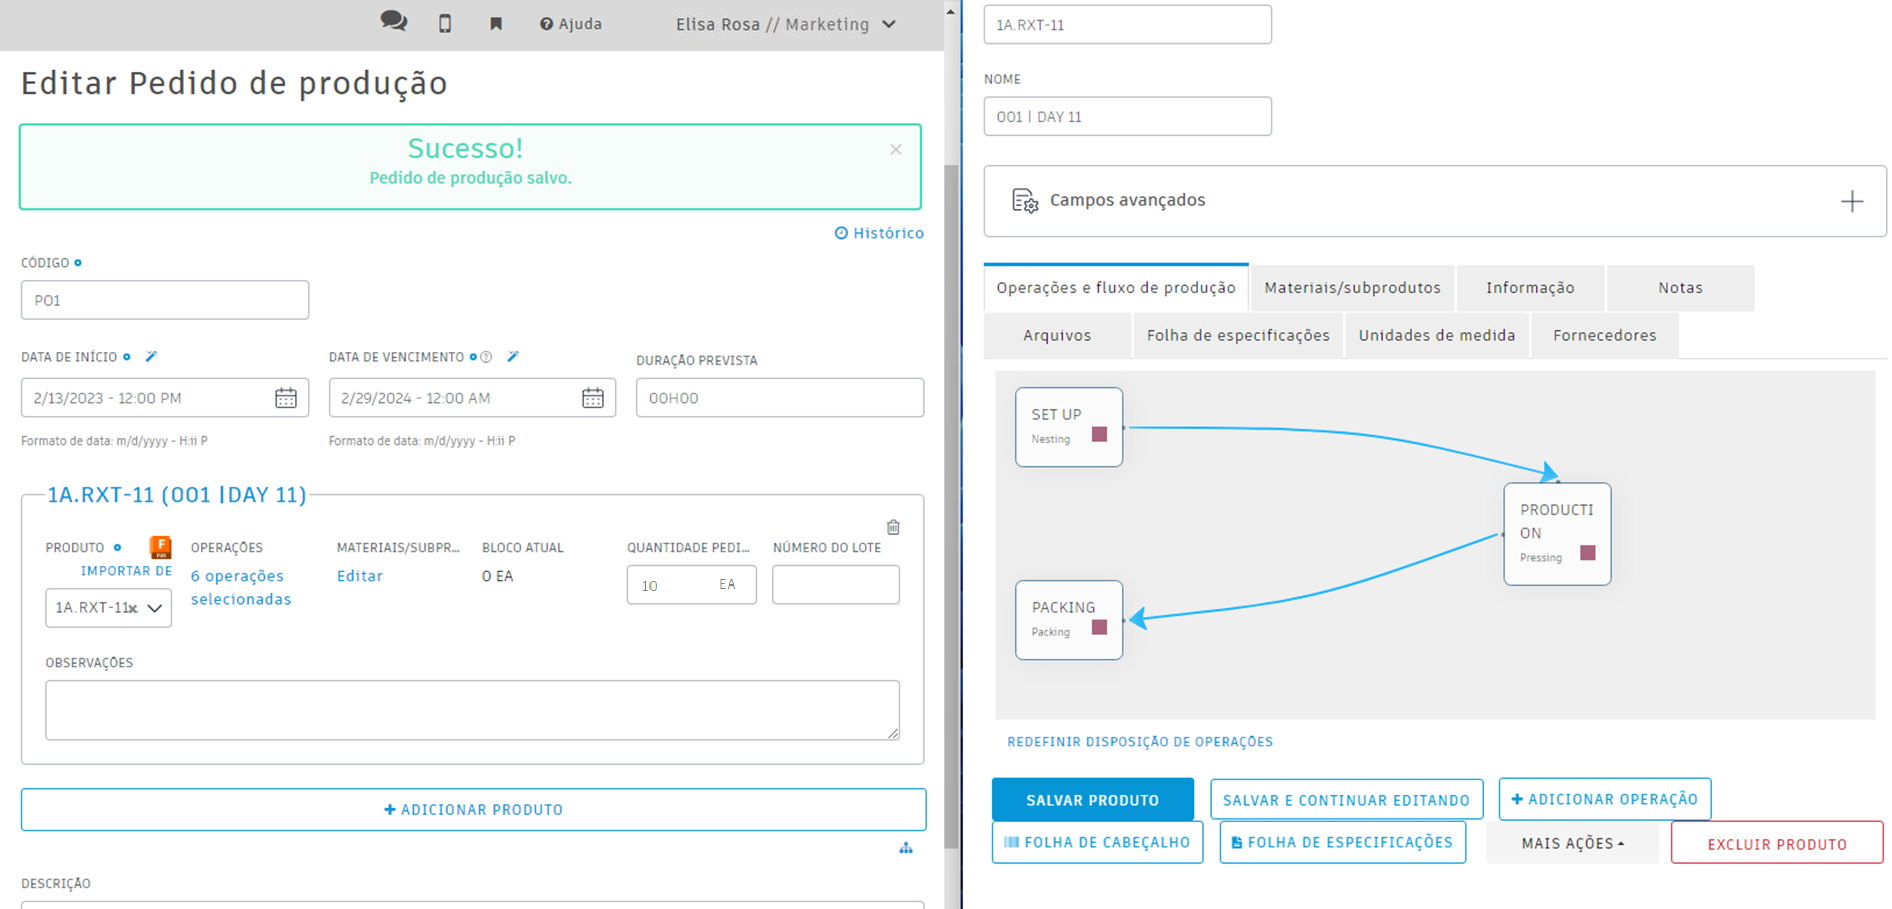 Ajuda
Elisa Rosa // Marketing
Editar Pedido de produção
Sucesso!
×
Pedido de produção salvo.
Histórico
CÓDIGO
PO1
DATA DE INÍCIO
DATA DE VENCIMENTO
DURAÇÃO PREVISTA
2/13/2023 - 12:00 PM
2/29/2024 - 12:00 AM
00H00
Formato de data: m/d/yyyy - H:ii P
Formato de data: m/d/yyyy - H:ii P
1A.RXT-11 (001 |DAY 11)
PRODUTO
OPERAÇÕES
MATERIAIS/SUBPR...
BLOCO ATUAL
QUANTIDADE PEDI...
NÚMERO DO LOTE
IMPORTAR DE
6 operações
selecionadas
Editar
0 EA
10
EA
1A.RXT-11×
OBSERVAÇÕES
+ ADICIONAR PRODUTO
DESCRIÇÃO
1A.RXT-11
NOME
001 | DAY 11
Campos avançados
Operações e fluxo de produção
Materiais/subprodutos
Informação
Notas
Arquivos
Folha de especificações
Unidades de medida
Fornecedores
SET UP
Nesting
PRODUCTI
ON
Pressing
PACKING
Packing
REDEFINIR DISPOSIÇÃO DE OPERAÇÕES
SALVAR PRODUTO
SALVAR E CONTINUAR EDITANDO
+ ADICIONAR OPERAÇÃO
FOLHA DE CABEÇALHO
FOLHA DE ESPECIFICAÇÕES
MAIS AÇÕES
EXCLUIR PRODUTO